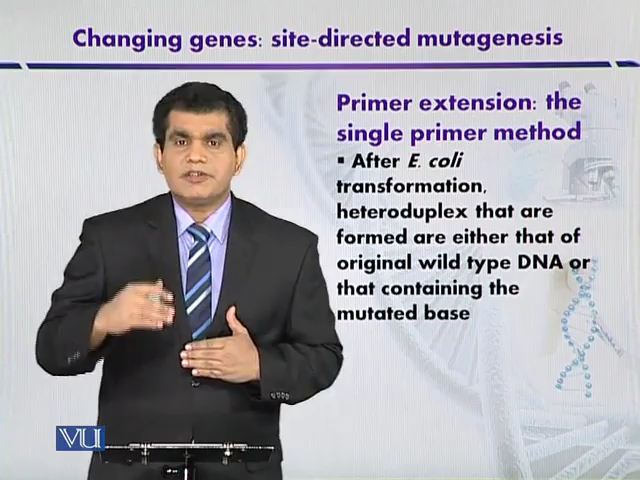 Changing genes: site-directed mutagenesis
Primer extension: the
single primer method
▪ After E. coli
transformation,
heteroduplex that are
formed are either that of
original wild type DNA or
that containing the
mutated base
VU